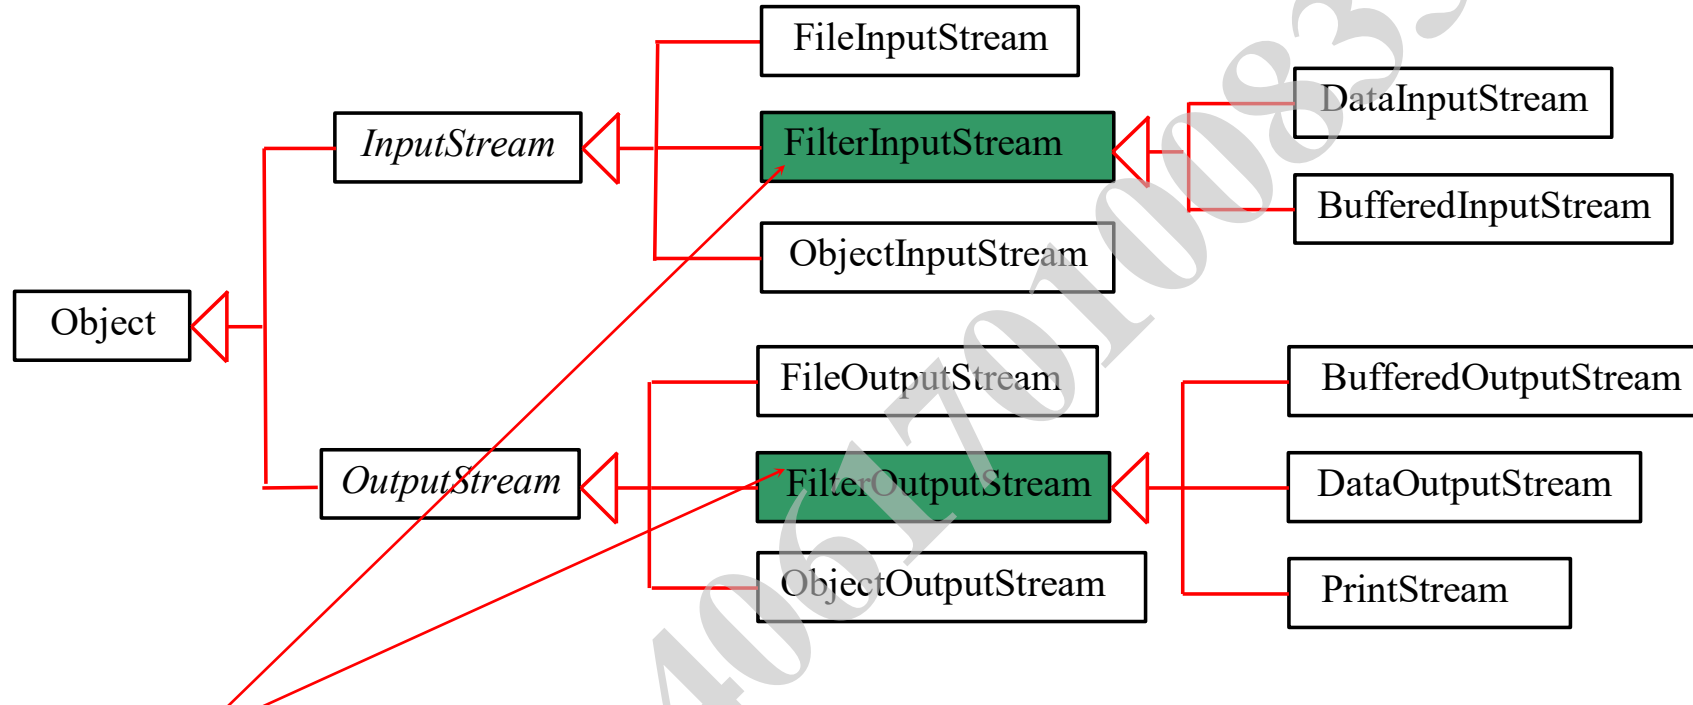 FileInputStream
DataInputStream
InputStream
FilterInputStream
BufferedInputStream
ObjectInputStream
Object
FileOutputStream
BufferedOutputStream
OutputStream
FilterOutputStream
DataOutputStream
ObjectOutputStream
PrintStream